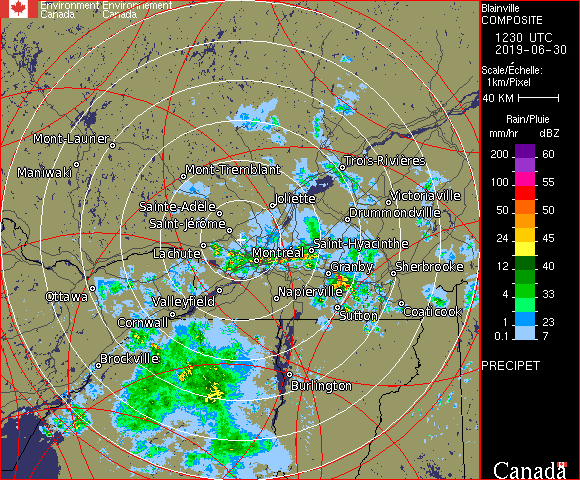 Environment Environnement
Canada Canada
Blainville
COMPOSITE
1230 UTC
2019-06-30
Scale/Échelle:
1km/Pixel
40 KM
Rain/Pluie
mm/hr dBZ
200 60
100 55
50 50
24 45
12 40
4 33
1 23
0.1 7
PRECIPET
Canada
Mont-Laurier
Maniwaki
Mont-Tremblant
Trois-Rivières
Joliette
Victoriaville
Sainte-Adèle
Drummondville
Saint-Jérôme
Lachute
Montréal
Saint-Hyacinthe
Granby
Sherbrooke
Ottawa
Valleyfield
Napierville
Cornwall
Sutton
Coaticook
Brockville
Burlington